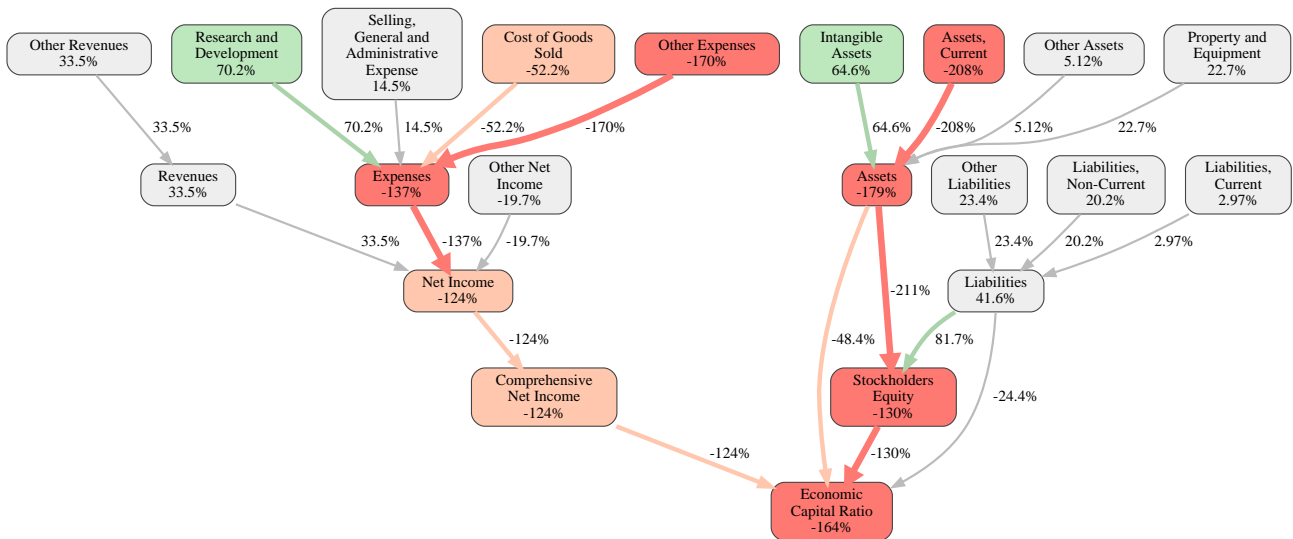 Other Revenues
33.5%
Research and
Development
70.2%
Selling,
General and
Administrative
Expense
14.5%
Cost of Goods
Sold
-52.2%
Other Expenses
-170%
Intangible
Assets
64.6%
Assets,
Current
-208%
Other Assets
5.12%
Property and
Equipment
22.7%
33.5%
70.2%
14.5%
-52.2%
-170%
64.6%
-208%
5.12%
22.7%
Revenues
33.5%
Expenses
-137%
Other Net
Income
-19.7%
Assets
-179%
Other
Liabilities
23.4%
Liabilities,
Non-Current
20.2%
Liabilities,
Current
2.97%
33.5%
-137%
-19.7%
23.4%
20.2%
2.97%
Net Income
-124%
-211%
Liabilities
41.6%
-124%
-48.4%
81.7%
Comprehensive
Net Income
-124%
Stockholders
Equity
-130%
-24.4%
-124%
-130%
Economic
Capital Ratio
-164%